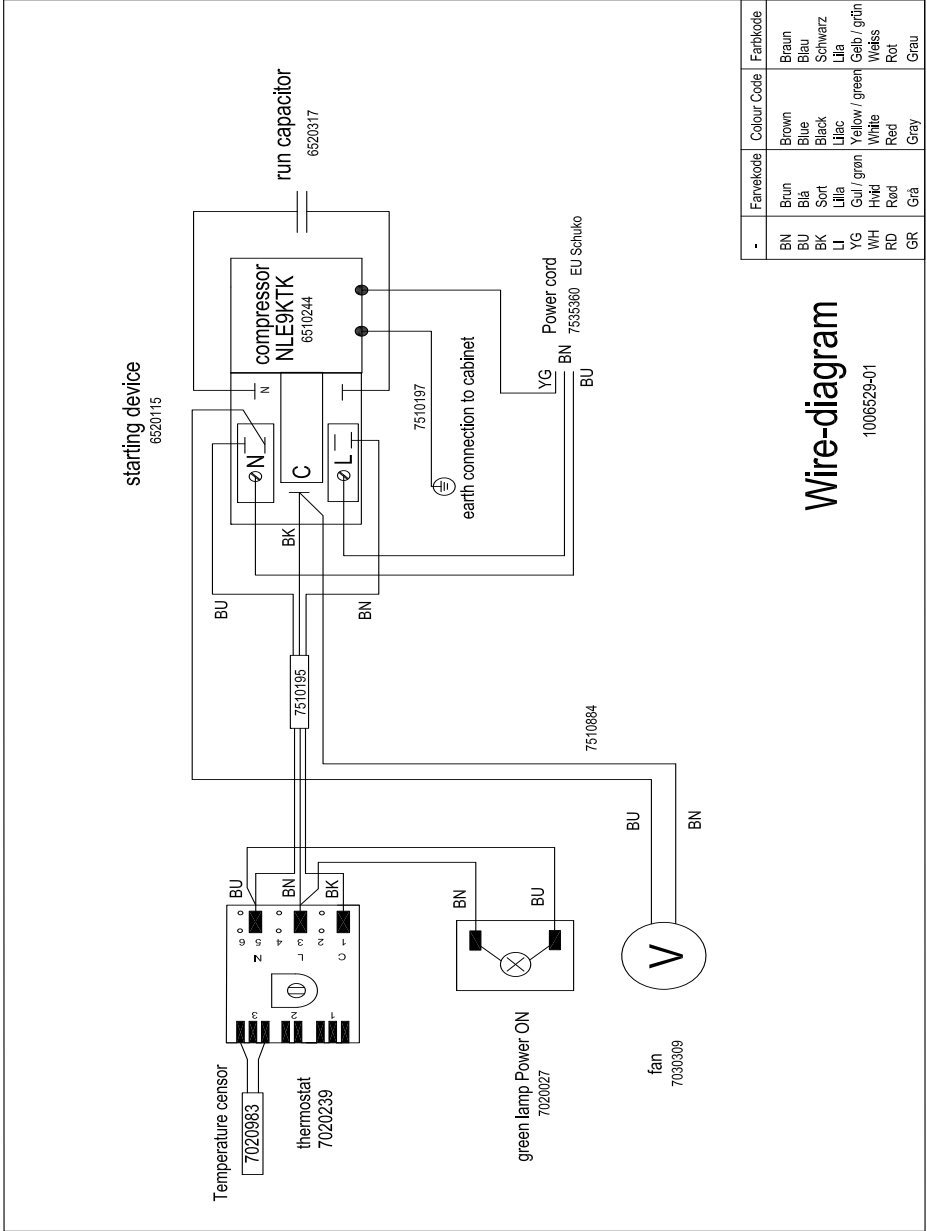 starting device
6520115
run capacitor
6520317
compressor
NLE9KTK
6510244
N
N
C
L
BU
BK
BN
7510195
7510197
earth connection to cabinet
YG
BN
BU
Power cord
7535360 EU Schuko
7510884
Temperature censor
7020983
thermostat
7020239
3
2
1
6
5
4
3
2
1
N
L
C
BU
BN
BK
BN
BU
green lamp Power ON
7020027
BU
BN
V
fan
7030309
Wire-diagram
1006529-01
- Farvekode Colour Code Farbkode
BN Brun Brown Braun
BU Blå Blue Blau
BK Sort Black Schwarz
LI Lilla Lilac Lila
YG Gul / grøn Yellow / green Gelb / grün
WH Hvid White Weiss
RD Rød Red Rot
GR Grå Gray Grau